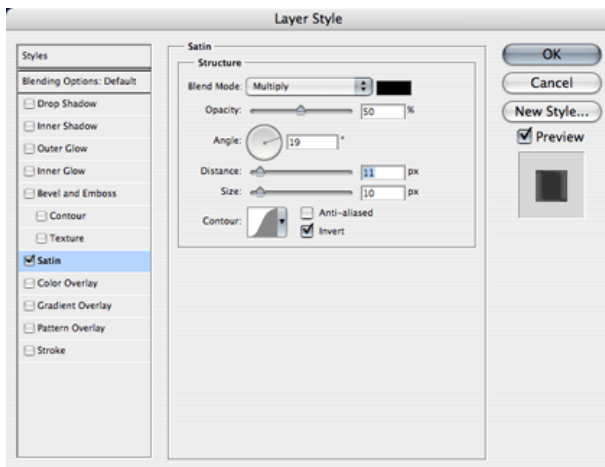 Layer Style
Styles
Blending Options: Default
Drop Shadow
Inner Shadow
Outer Glow
Inner Glow
Bevel and Emboss
Contour
Texture
Satin
Color Overlay
Gradient Overlay
Pattern Overlay
Stroke
Satin
Structure
Blend Mode: Multiply
Opacity: 50 %
Angle: 19 °
Distance: 11 px
Size: 10 px
Contour: Anti-aliased
Invert
OK
Cancel
New Style...
Preview